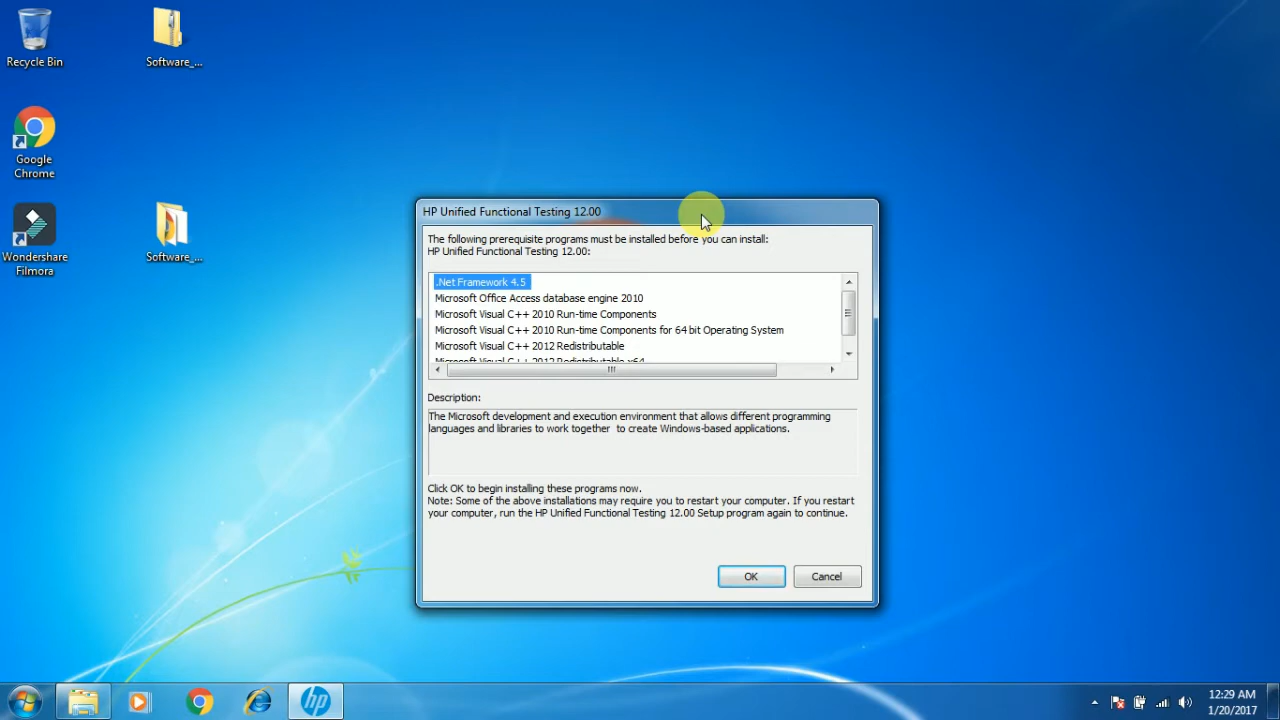 Recycle Bin
Software_...
Google
Chrome
Wondershare
Filmora
Software_...
HP Unified Functional Testing 12.00
The following prerequisite programs must be installed before you can install:
HP Unified Functional Testing 12.00:
.Net Framework 4.5
Microsoft Office Access database engine 2010
Microsoft Visual C++ 2010 Run-time Components
Microsoft Visual C++ 2010 Run-time Components for 64 bit Operating System
Microsoft Visual C++ 2012 Redistributable
Microsoft Visual C++ 2012 Redistributable x64
Description:
The Microsoft development and execution environment that allows different programming
languages and libraries to work together  to create Windows-based applications.
Click OK to begin installing these programs now.
Note: Some of the above installations may require you to restart your computer. If you restart
your computer, run the HP Unified Functional Testing 12.00 Setup program again to continue.
OK
Cancel
hp
12:29 AM
1/20/2017